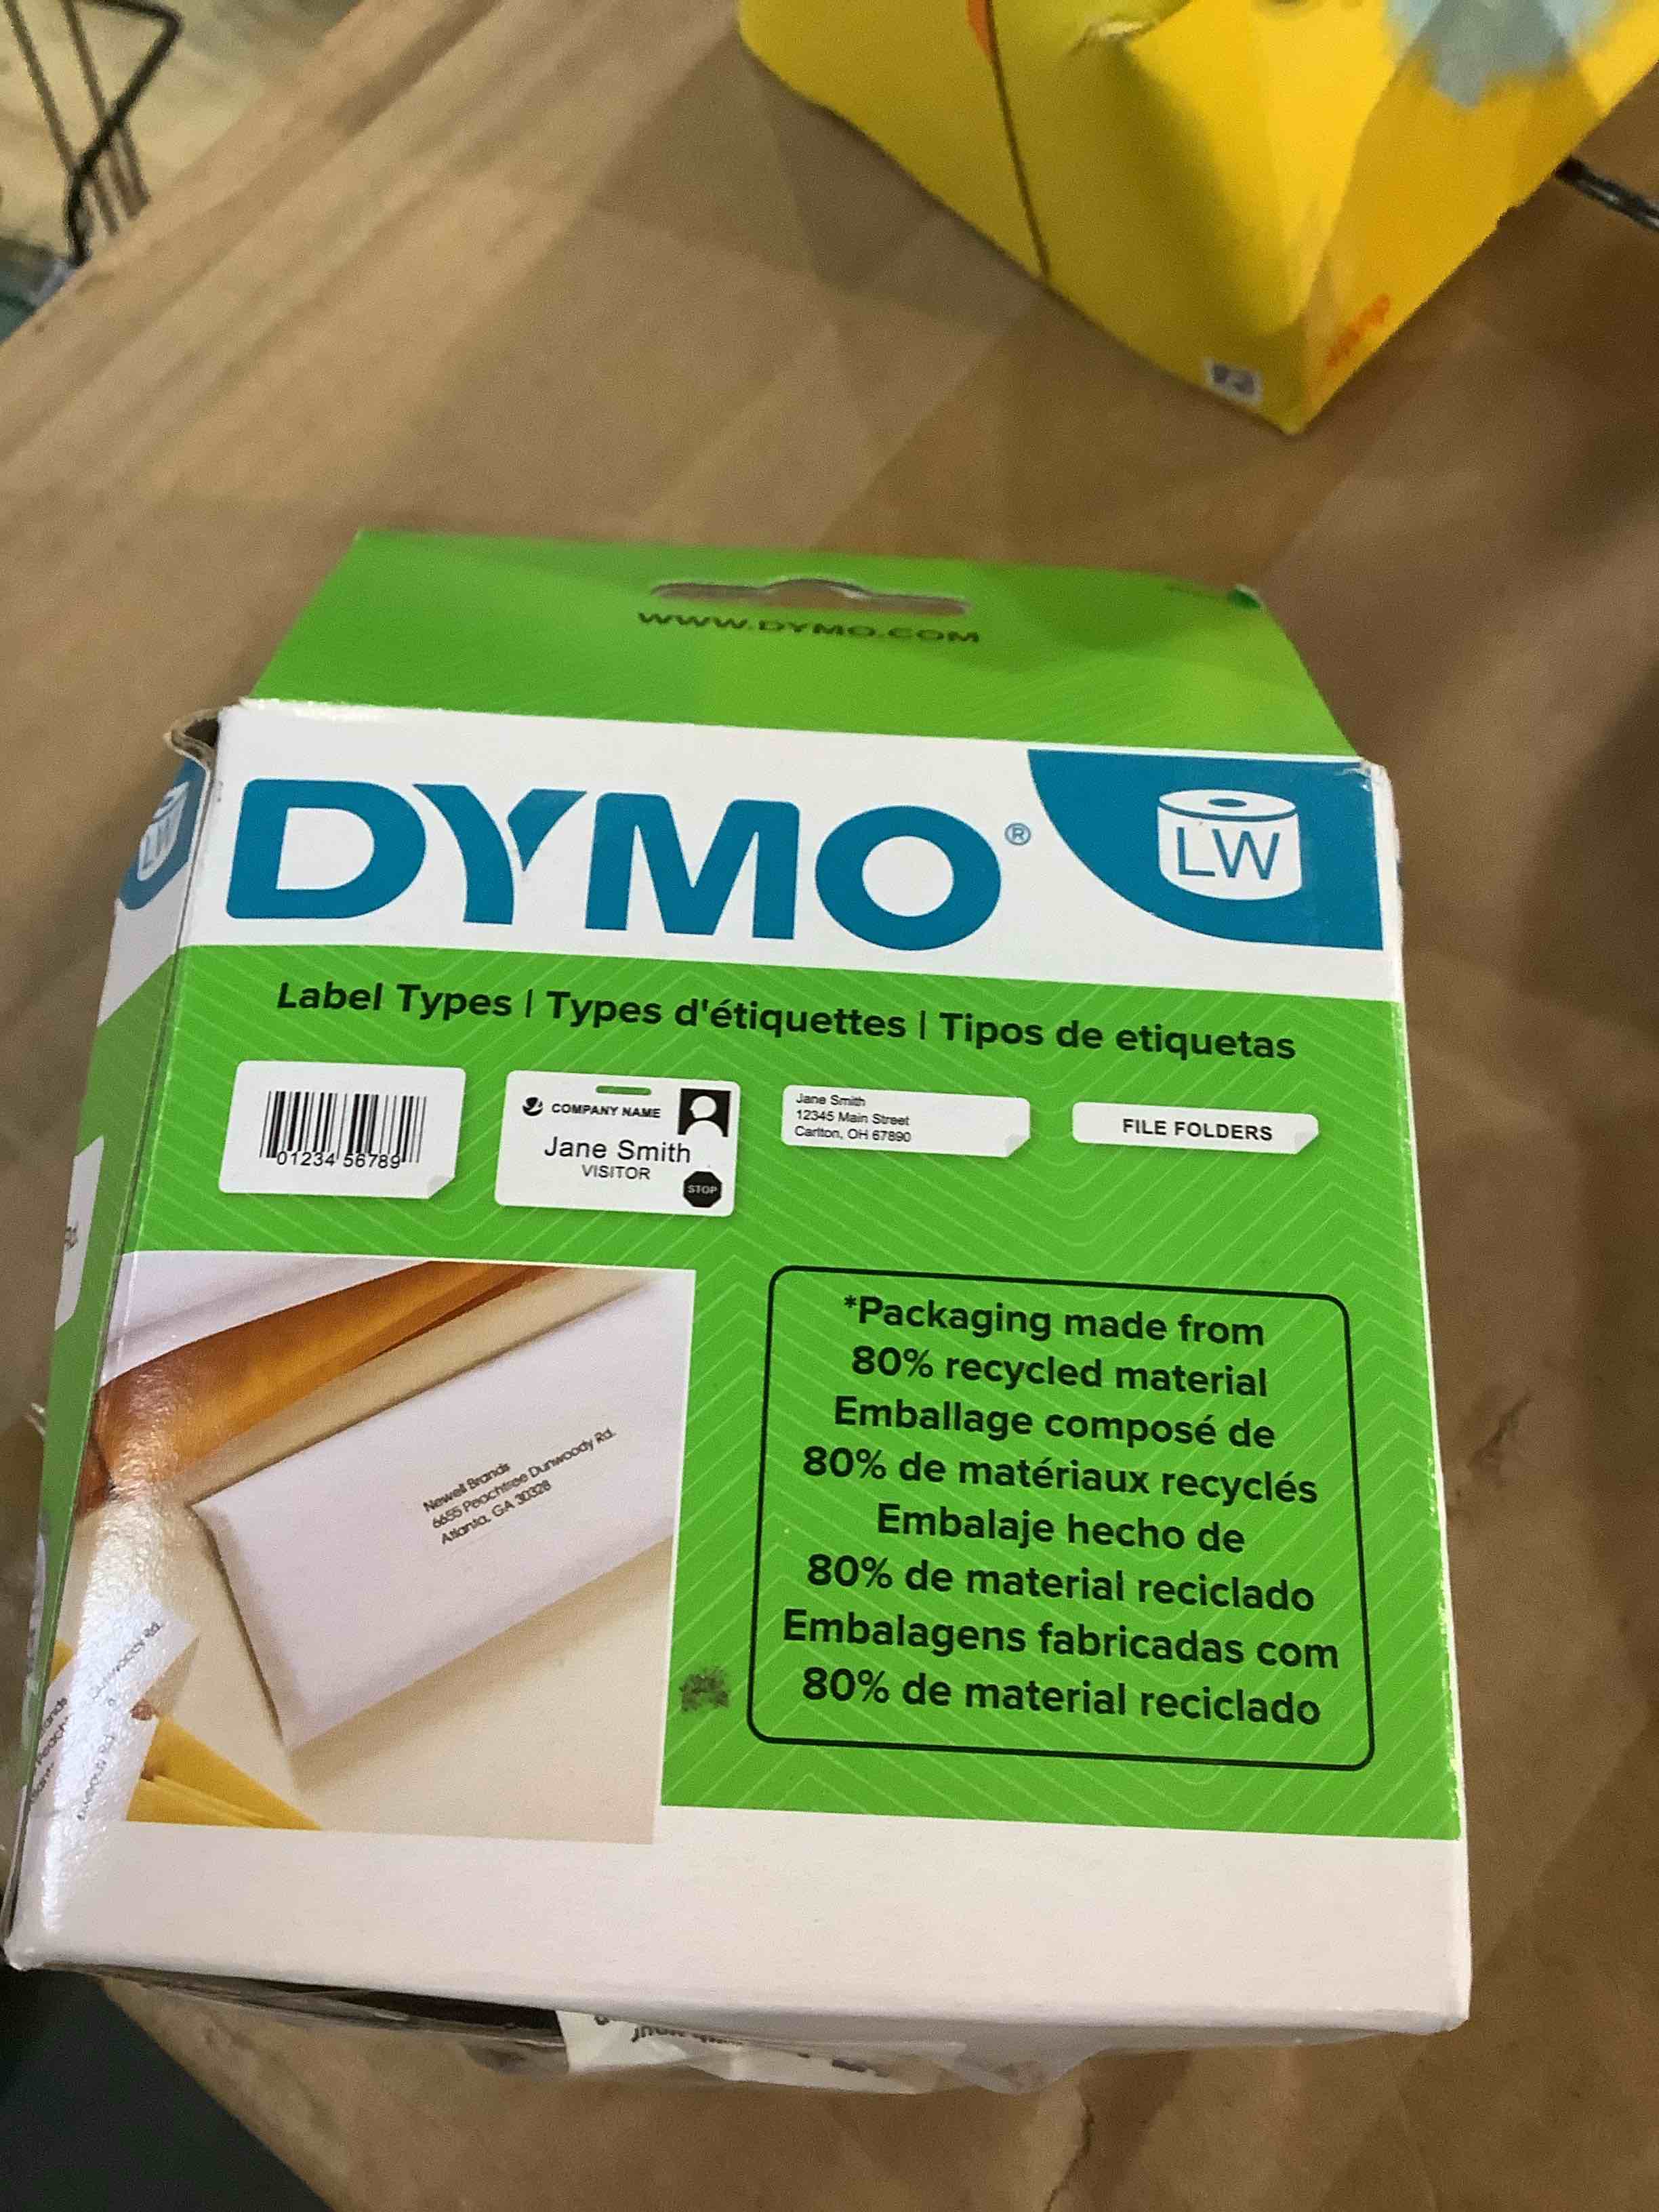 WWW.DYMO.COM
DYMO®
LW
LW
Label Types | Types d'étiquettes | Tipos de etiquetas
01234 56789
COMPANY NAME
Jane Smith
VISITOR
STOP
Jane Smith
12345 Main Street
Carlton, OH 67890
FILE FOLDERS
Rd.
Newell Brands
6655 Peachtree Dunwoody Rd.
Atlanta, GA 30328
*Packaging made from
80% recycled material
Emballage composé de
80% de matériaux recyclés
Embalaje hecho de
80% de material reciclado
Embalagens fabricadas com
80% de material reciclado